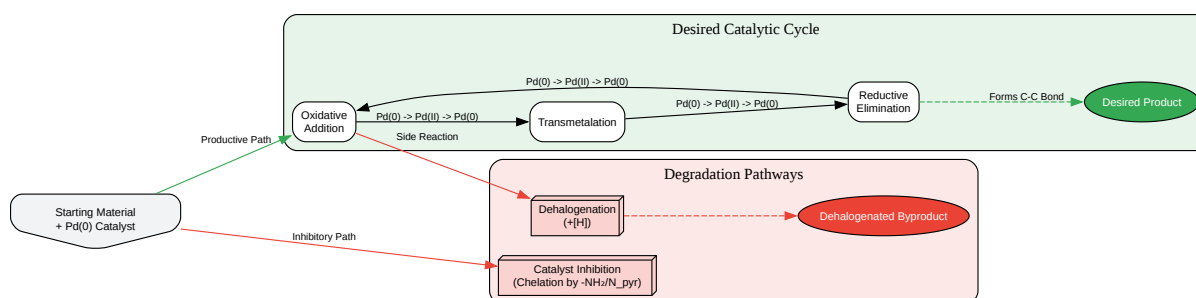 Desired Catalytic Cycle
Pd(0) -> Pd(II) -> Pd(0)
Reductive
Elimination
Forms C-C Bond
Desired Product
Oxidative
Addition
Pd(0) -> Pd(II) -> Pd(0)
Transmetalation
Pd(0) -> Pd(II) -> Pd(0)
Productive Path
Side Reaction
Degradation Pathways
Starting Material
+ Pd(0) Catalyst
Dehalogenation
(+[H])
Dehalogenated Byproduct
Inhibitory Path
Catalyst Inhibition
(Chelation by -NH₂/N_pyr)